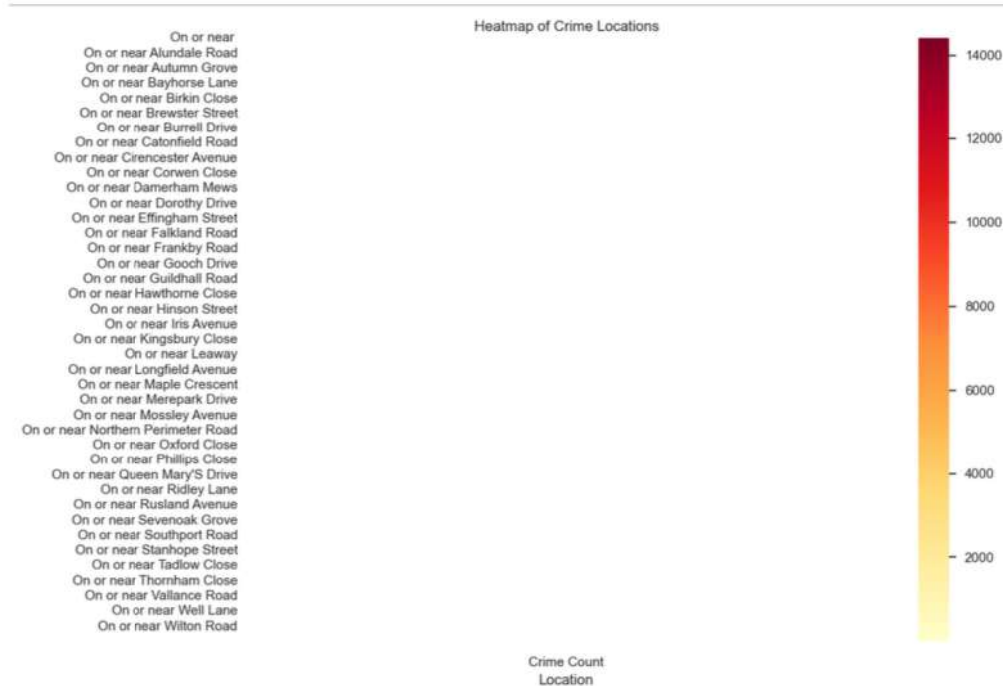 Heatmap of Crime Locations
On or near
On or near Alundale Road
On or near Autumn Grove
On or near Bayhorse Lane
On or near Birkin Close
On or near Brewster Street
On or near Burrell Drive
On or near Catonfield Road
On or near Cirencester Avenue
On or near Corwen Close
On or near Damerham Mews
On or near Dorothy Drive
On or near Effingham Street
On or near Falkland Road
On or near Frankby Road
On or near Gooch Drive
On or near Guildhall Road
On or near Hawthorne Close
On or near Hinson Street
On or near Iris Avenue
On or near Kingsbury Close
On or near Leaway
On or near Longfield Avenue
On or near Maple Crescent
On or near Merepark Drive
On or near Mossley Avenue
On or near Northern Perimeter Road
On or near Oxford Close
On or near Phillips Close
On or near Queen Mary'S Drive
On or near Ridley Lane
On or near Rusland Avenue
On or near Sevenoak Grove
On or near Southport Road
On or near Stanhope Street
On or near Tadlow Close
On or near Thornham Close
On or near Vallance Road
On or near Well Lane
On or near Wilton Road
Crime Count
Location
14000
12000
10000
8000
6000
4000
2000